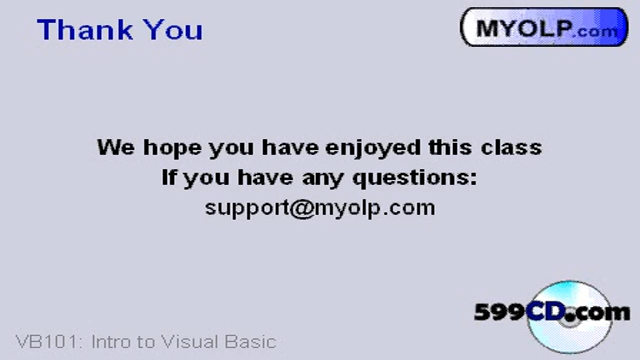 Thank You
MYOLP.com
We hope you have enjoyed this class
If you have any questions:
support@myolp.com
599CD.com
VB101: Intro to Visual Basic